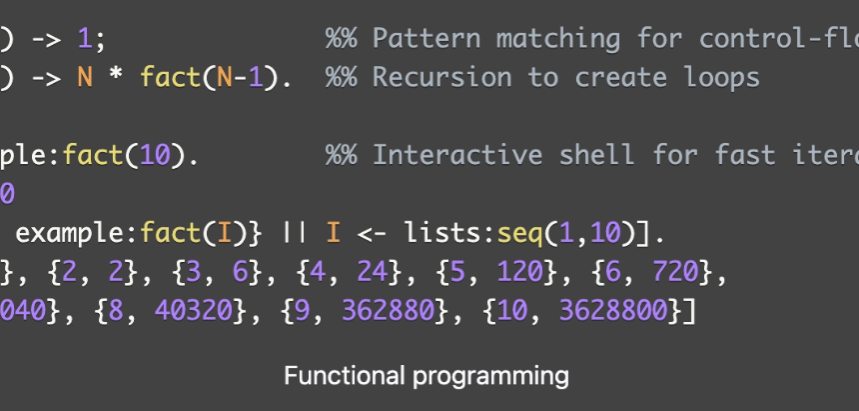 ) -> 1; %% Pattern matching for control-flo
) -> N * fact(N-1). %% Recursion to create loops
ple:fact(10). %% Interactive shell for fast itera
0
example:fact(I)} || I <- lists:seq(1,10)].
}, {2, 2}, {3, 6}, {4, 24}, {5, 120}, {6, 720},
040}, {8, 40320}, {9, 362880}, {10, 3628800}]
Functional programming